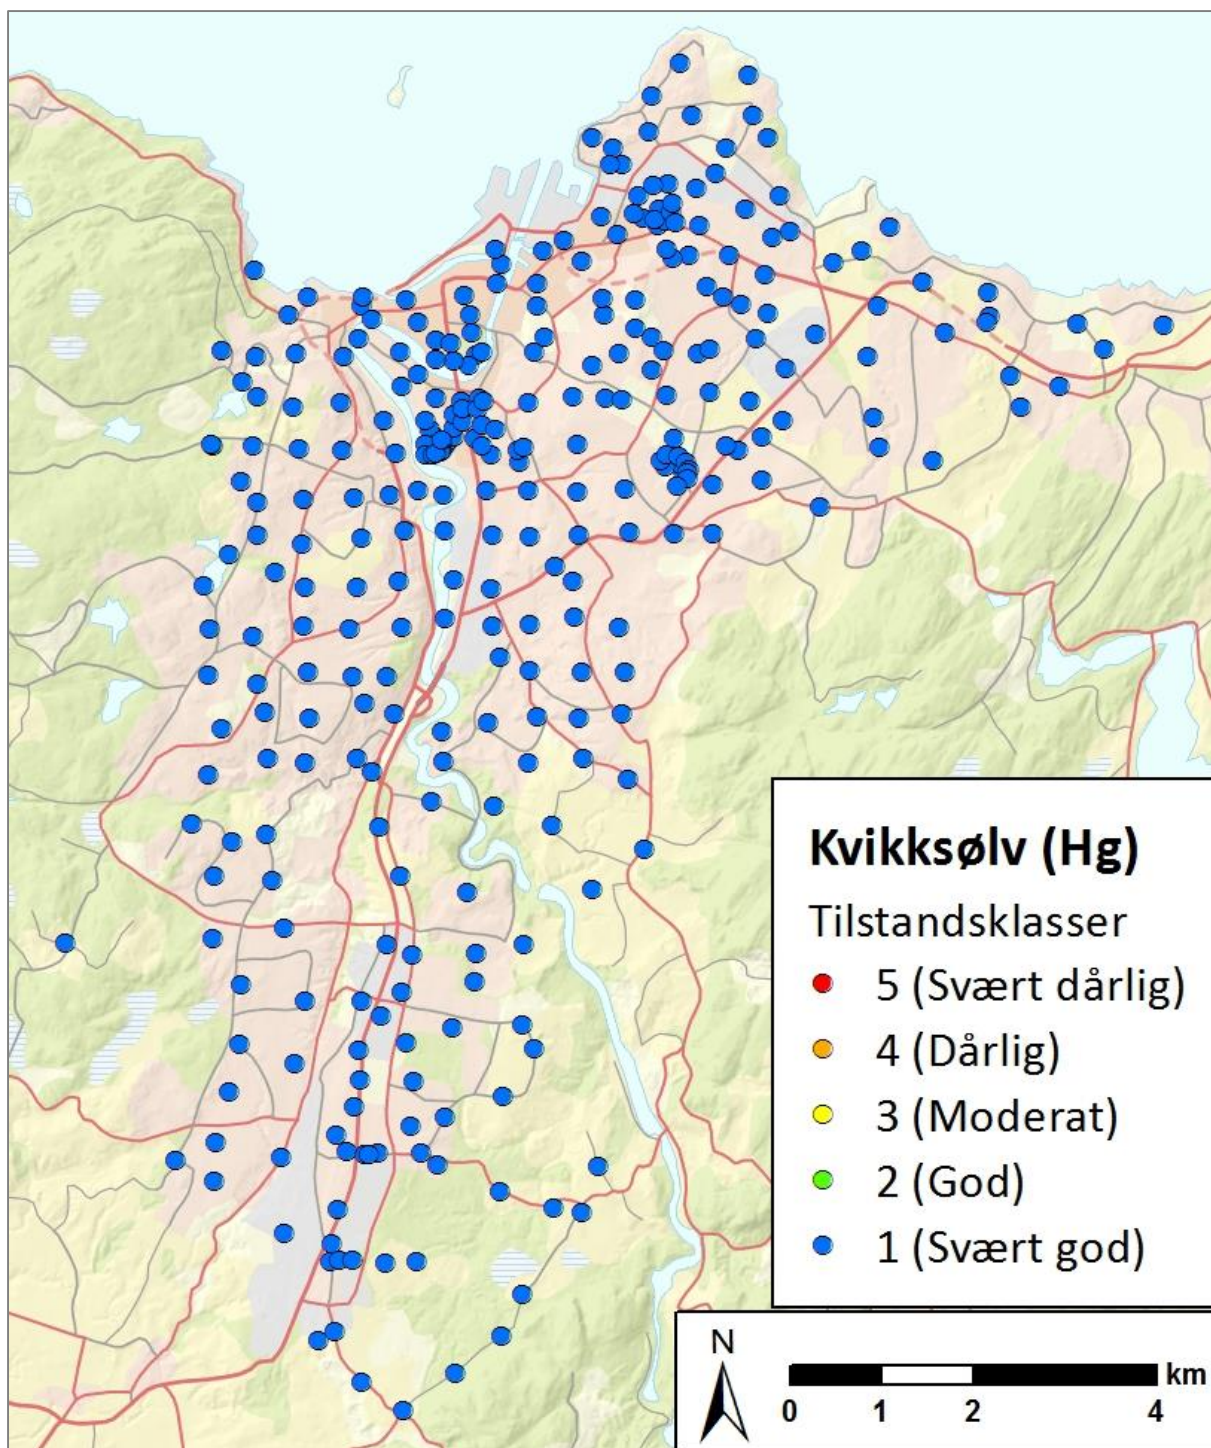 Kvikksølv (Hg)
Tilstandsklasser
5 (Svært dårlig)
4 (Dårlig)
3 (Moderat)
2 (God)
1 (Svært god)
N
km
0 1 2 4